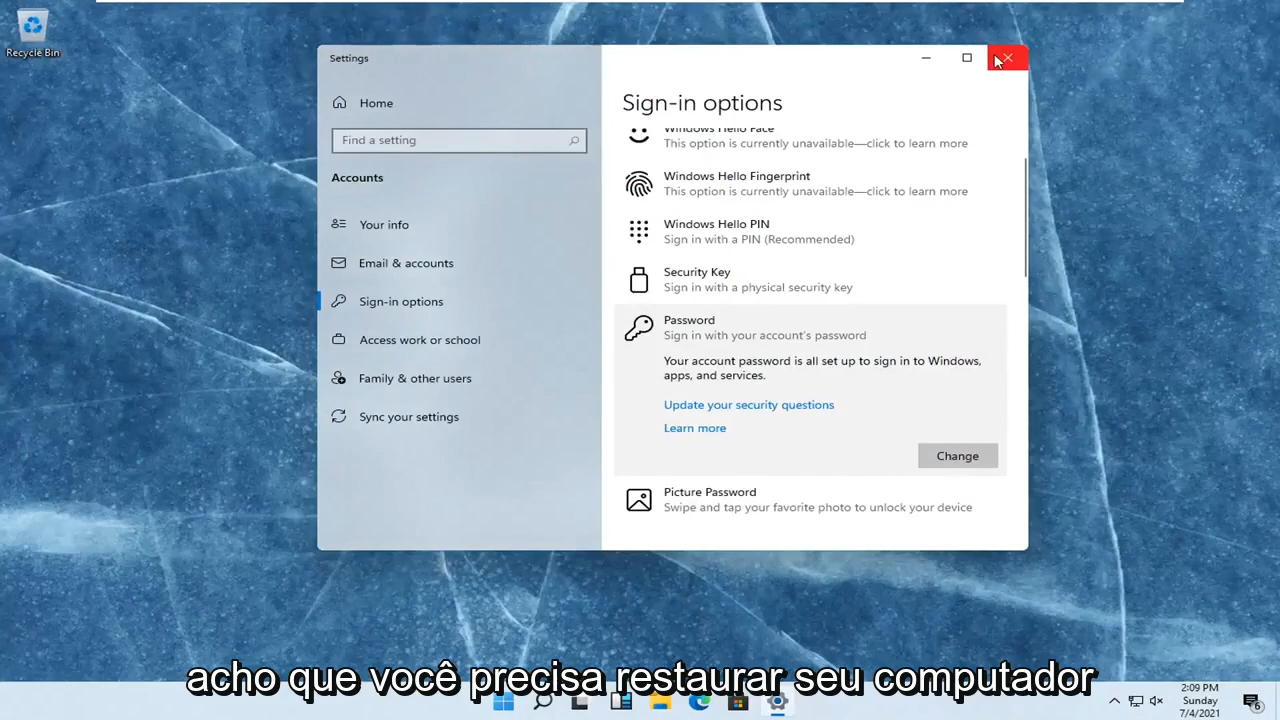 Recycle Bin
Settings
Home
Find a setting
Accounts
Your info
Email & accounts
Sign-in options
Access work or school
Family & other users
Sync your settings
Sign-in options
Windows Hello Face
This option is currently unavailable—click to learn more
Windows Hello Fingerprint
This option is currently unavailable—click to learn more
Windows Hello PIN
Sign in with a PIN (Recommended)
Security Key
Sign in with a physical security key
Password
Sign in with your account's password
Your account password is all set up to sign in to Windows,
apps, and services.
Update your security questions
Learn more
Change
Picture Password
Swipe and tap your favorite photo to unlock your device
acho que você precisa restaurar seu computador
2:09 PM
Sunday
7/4/2021
6